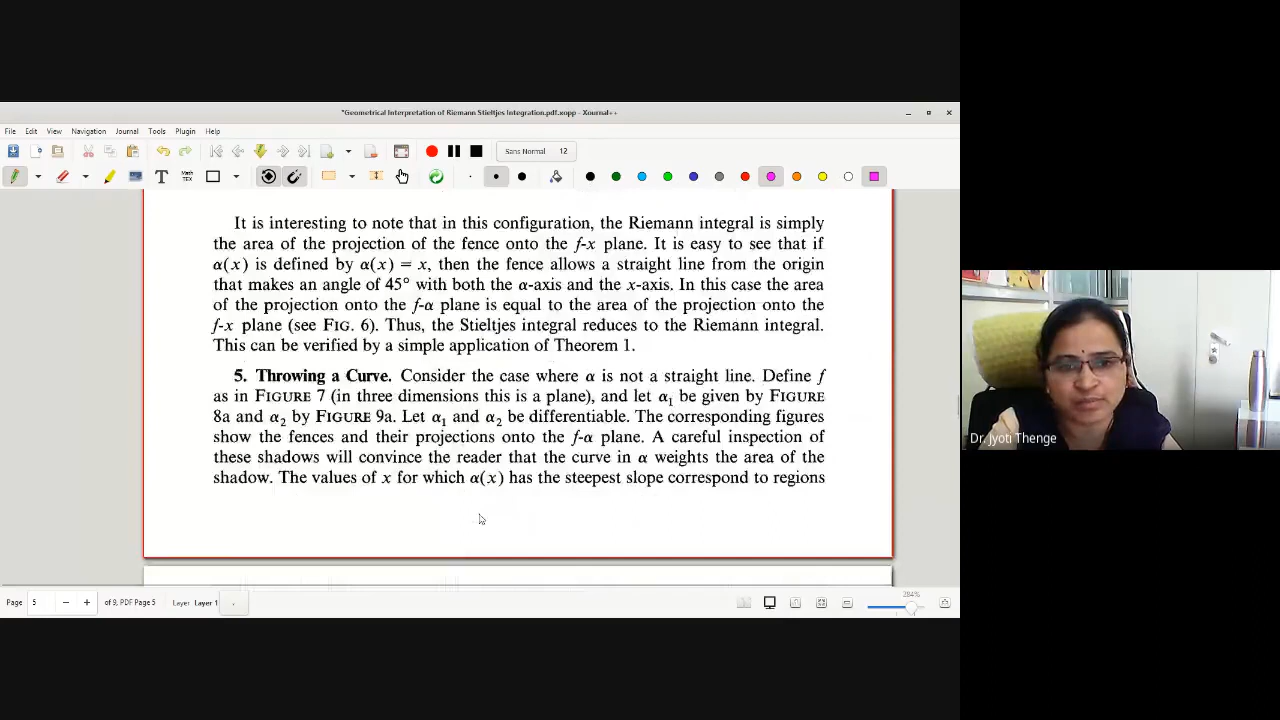 *Geometrical Interpretation of Riemann Stieltjes Integration.pdf.xopp - Xournal++
File Edit View Navigation Journal Tools Plugin Help
Sans Normal 12
It is interesting to note that in this configuration, the Riemann integral is simply
the area of the projection of the fence onto the f-x plane. It is easy to see that if
α(x) is defined by α(x) = x, then the fence allows a straight line from the origin
that makes an angle of 45° with both the α-axis and the x-axis. In this case the area
of the projection onto the f-α plane is equal to the area of the projection onto the
f-x plane (see FIG. 6). Thus, the Stieltjes integral reduces to the Riemann integral.
This can be verified by a simple application of Theorem 1.
5. Throwing a Curve. Consider the case where α is not a straight line. Define f
as in FIGURE 7 (in three dimensions this is a plane), and let α₁ be given by FIGURE
8a and α₂ by FIGURE 9a. Let α₁ and α₂ be differentiable. The corresponding figures
show the fences and their projections onto the f-α plane. A careful inspection of
these shadows will convince the reader that the curve in α weights the area of the
shadow. The values of x for which α(x) has the steepest slope correspond to regions
Page 5 of 9, PDF Page 5 Layer Layer 1
284%
Dr. Jyoti Thenge